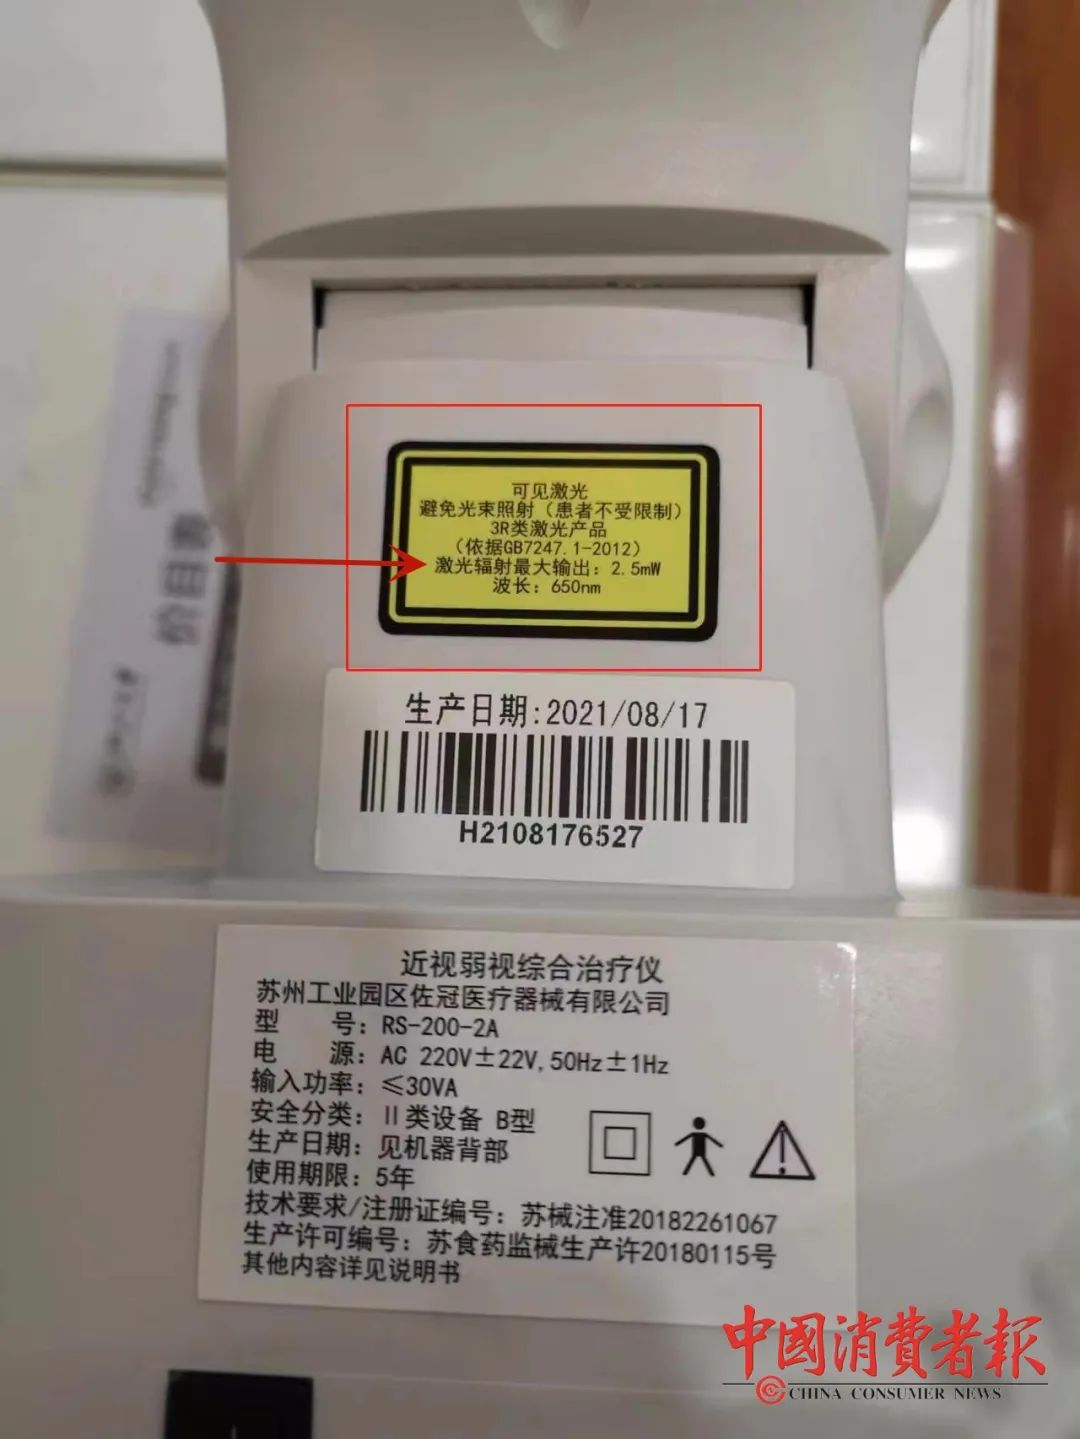 可见激光
避免光束照射（患者不受限制）
3R类激光产品
（依据GB7247.1-2012）
激光辐射最大输出：2.5mW
波长：650nm
生产日期:2021/08/17
H2108176527
价目表
近视弱视综合治疗仪
苏州工业园区佐冠医疗器械有限公司
型 号：RS-200-2A
电 源：AC 220V±22V,50Hz±1Hz
输入功率：≤30VA
安全分类：Ⅱ类设备 B型
生产日期：见机器背部
使用期限：5年
技术要求/注册证编号：苏械注准20182261067
生产许可编号：苏食药监械生产许20180115号
其他内容详见说明书
中国消费者报
CHINA CONSUMER NEWS